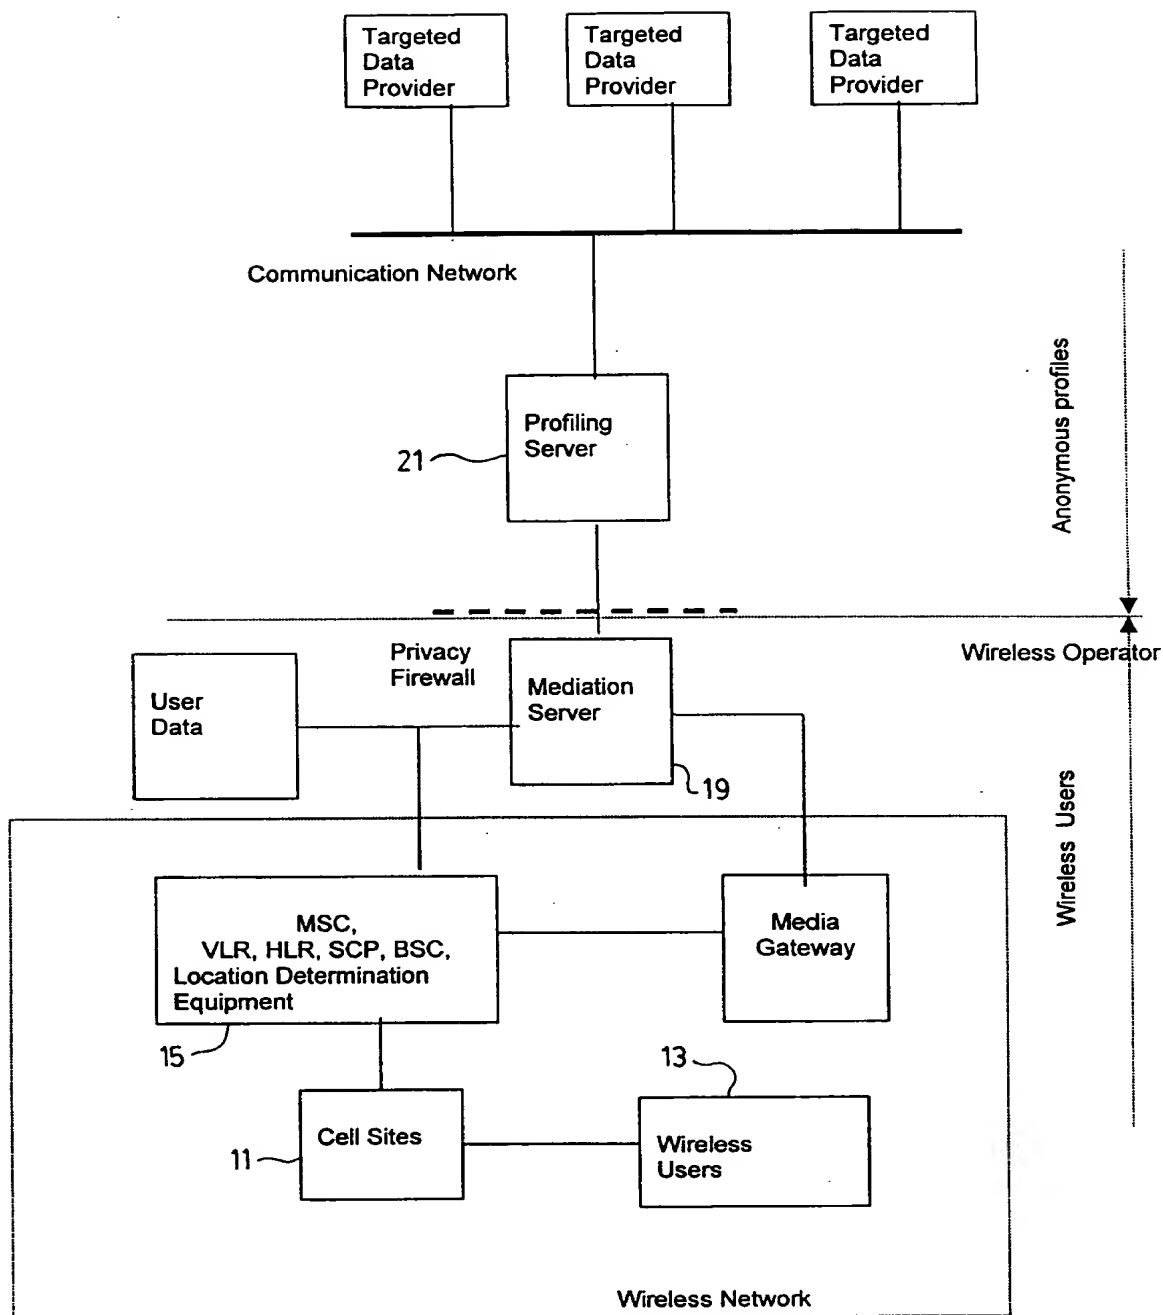 Targeted
Data
Provider
Targeted
Data
Provider
Targeted
Data
Provider
Communication Network
Anonymous profiles
Profiling
Server
21
Privacy
Firewall
Wireless Operator
User
Data
Mediation
Server
19
Wireless Users
MSC,
VLR, HLR, SCP, BSC,
Location Determination
Equipment
Media
Gateway
15
13
Cell Sites
11
Wireless
Users
Wireless Network